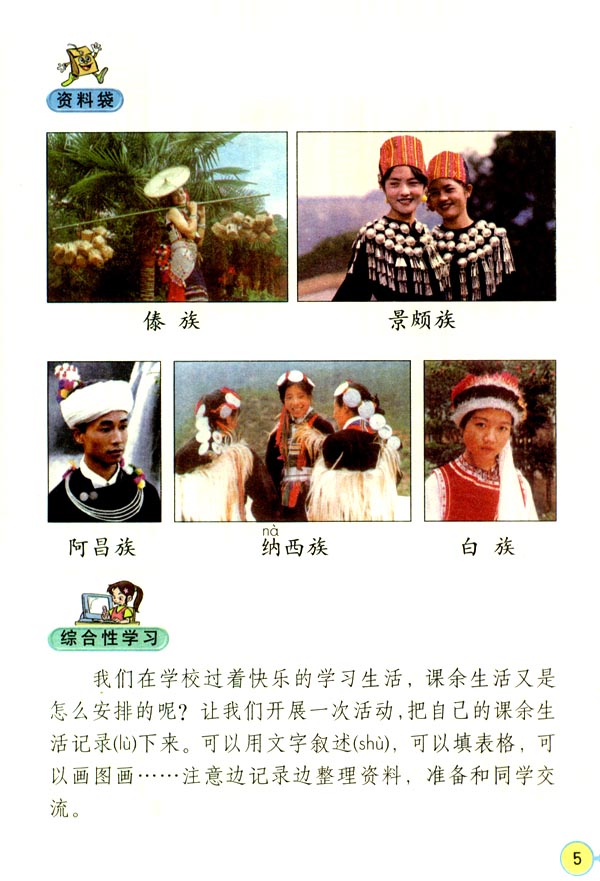 资料袋
傣 族
景颇族
阿昌族
nà
纳西族
白 族
综合性学习
我们在学校过着快乐的学习生活，课余生活又是
怎么安排的呢？让我们开展一次活动，把自己的课余生
活记录(lù)下来。可以用文字叙述(shù)，可以填表格，可
以画图画……注意边记录边整理资料，准备和同学交
流。
5